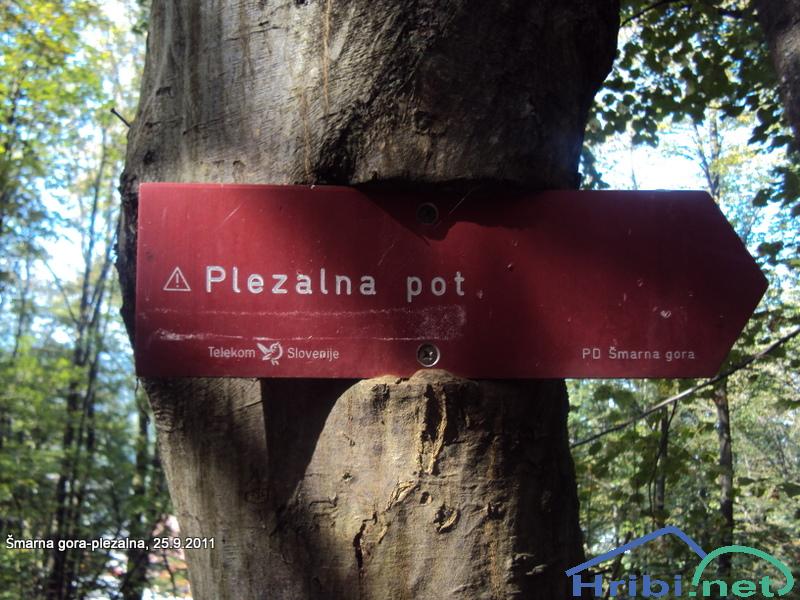 ⚠ Plezalna pot
Telekom Slovenije
PD Šmarna gora
Šmarna gora-plezalna, 25.9.2011
Hribi.net